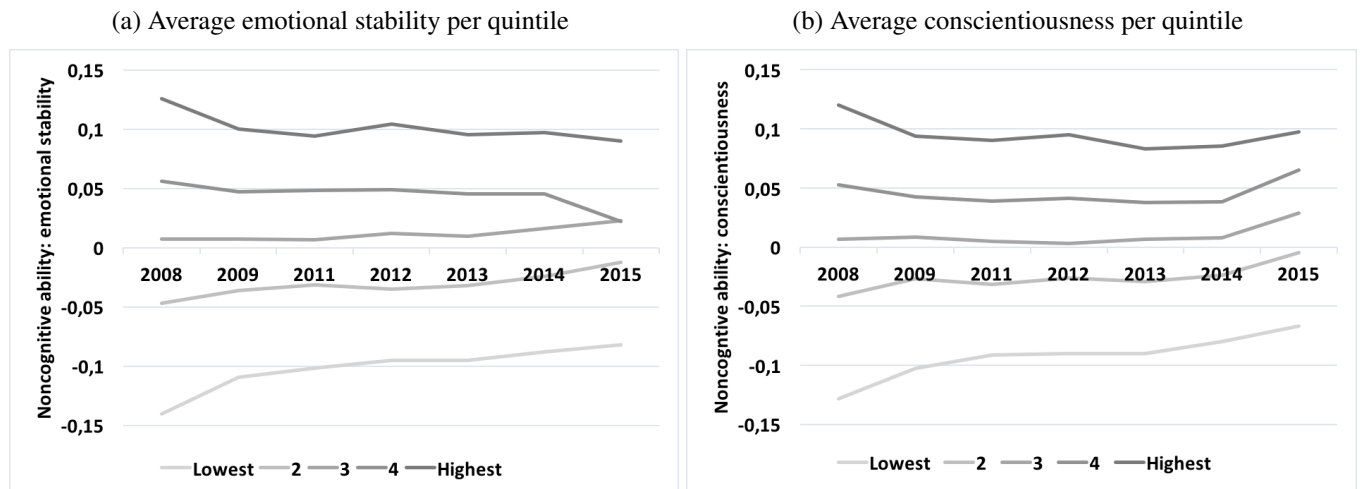 (a) Average emotional stability per quintile
0,15
0,1
0,05
0
-0,05
-0,1
-0,15
Noncognitive ability: emotional stability
2008 2009 2011 2012 2013 2014 2015
Lowest 2 3 4 Highest
(b) Average conscientiousness per quintile
0,15
0,1
0,05
0
-0,05
-0,1
-0,15
Noncogntive ability: conscientiousness
2008 2009 2011 2012 2013 2014 2015
Lowest 2 3 4 Highest